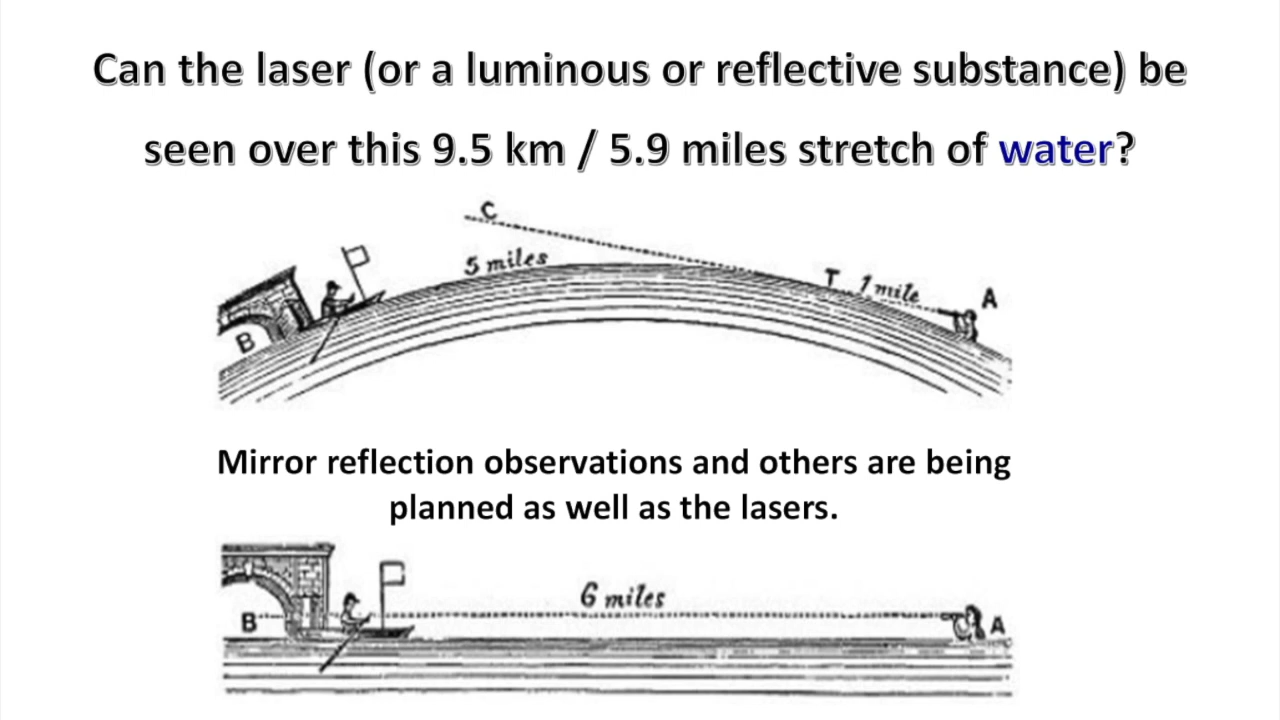 Can the laser (or a luminous or reflective substance) be
seen over this 9.5 km / 5.9 miles stretch of water?
C
5 miles
T 1 mile
A
B
Mirror reflection observations and others are being
planned as well as the lasers.
6 miles
B
A